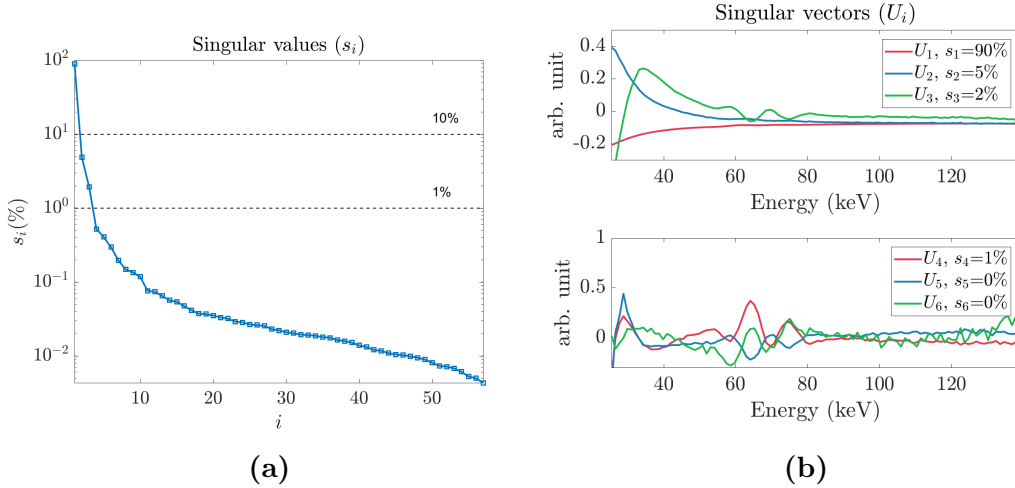 Singular values (s_i)
10^2
10^1
10^0
10^-1
10^-2
s_i(%)
10%
1%
10
20
30
40
50
i
(a)
Singular vectors (U_i)
0.4
0.2
0
-0.2
arb. unit
U_1, s_1=90%
U_2, s_2=5%
U_3, s_3=2%
40
60
80
100
120
Energy (keV)
1
0.5
0
arb. unit
U_4, s_4=1%
U_5, s_5=0%
U_6, s_6=0%
40
60
80
100
120
Energy (keV)
(b)